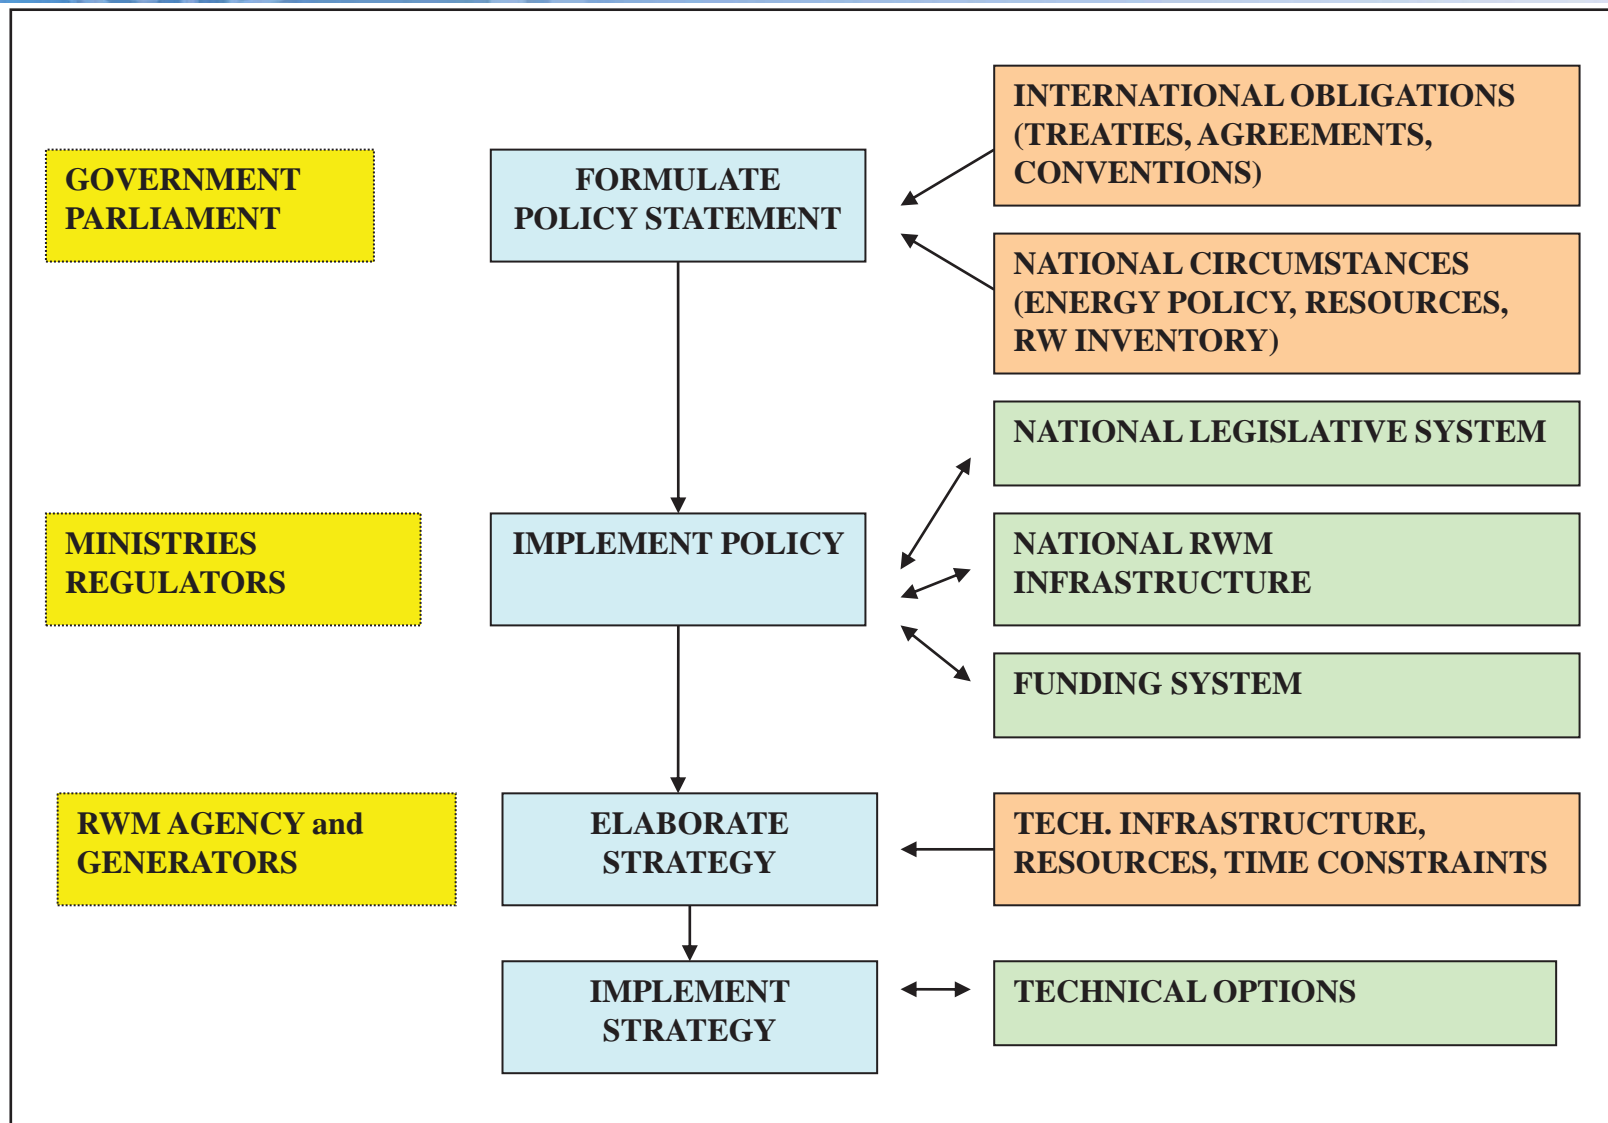 INTERNATIONAL OBLIGATIONS
(TREATIES, AGREEMENTS,
CONVENTIONS)
GOVERNMENT
PARLIAMENT
FORMULATE
POLICY STATEMENT
NATIONAL CIRCUMSTANCES
(ENERGY POLICY, RESOURCES,
RW INVENTORY)
NATIONAL LEGISLATIVE SYSTEM
MINISTRIES
REGULATORS
IMPLEMENT POLICY
NATIONAL RWM
INFRASTRUCTURE
FUNDING SYSTEM
RWM AGENCY and
GENERATORS
ELABORATE
STRATEGY
TECH. INFRASTRUCTURE,
RESOURCES, TIME CONSTRAINTS
IMPLEMENT
STRATEGY
TECHNICAL OPTIONS